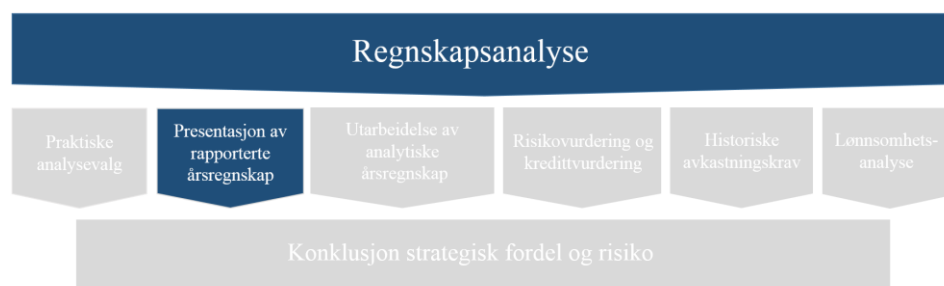 Regnskapsanalyse
Praktiske
analysevalg
Presentasjon av
rapporterte
årsregnskap
Utarbeidelse av
analytiske
årsregnskap
Risikovurdering og
kredittvurdering
Historiske
avkastningskrav
Lønnsomhets-
analyse
Konklusjon strategisk fordel og risiko